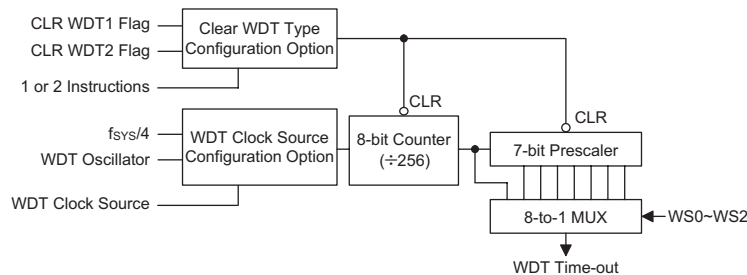 CLR WDT1 Flag
CLR WDT2 Flag
1 or 2 Instructions
Clear WDT Type
Configuration Option
CLR
CLR
fSYS/4
WDT Oscillator
WDT Clock Source
WDT Clock Source
Configuration Option
8-bit Counter
(÷256)
7-bit Prescaler
8-to-1 MUX
WS0~WS2
WDT Time-out